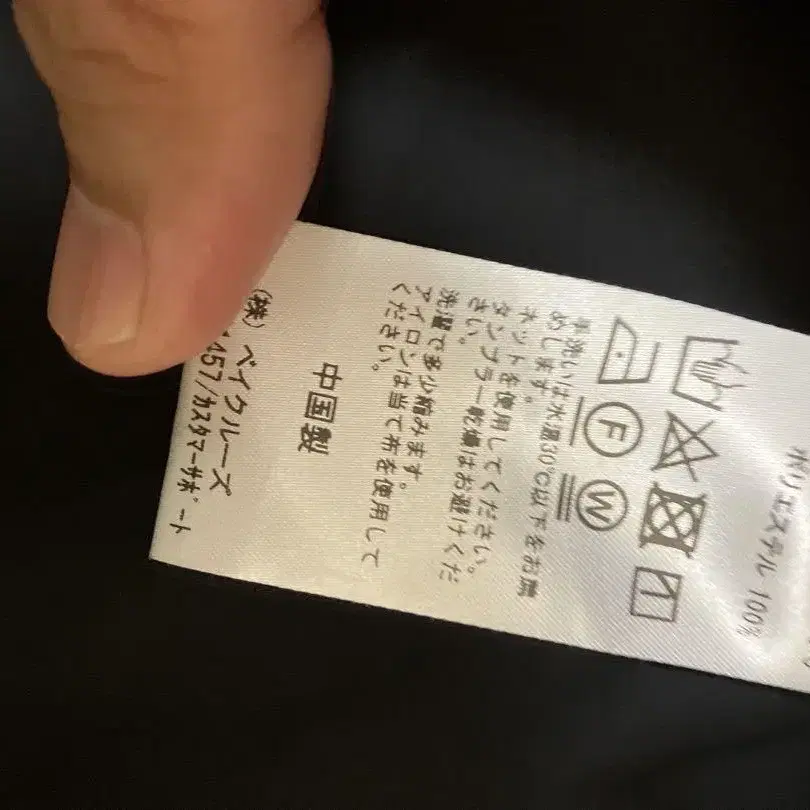 ポリエステル 100%
F W
手洗いは水温30℃以下をお薦
めします。
ネットを使用してください。
タンブラー乾燥はお避けくだ
さい。
洗濯で多少縮みます。
アイロンは当て布を使用して
ください。
中国製
(株) ベイクルーズ
457/カスタマーサポート